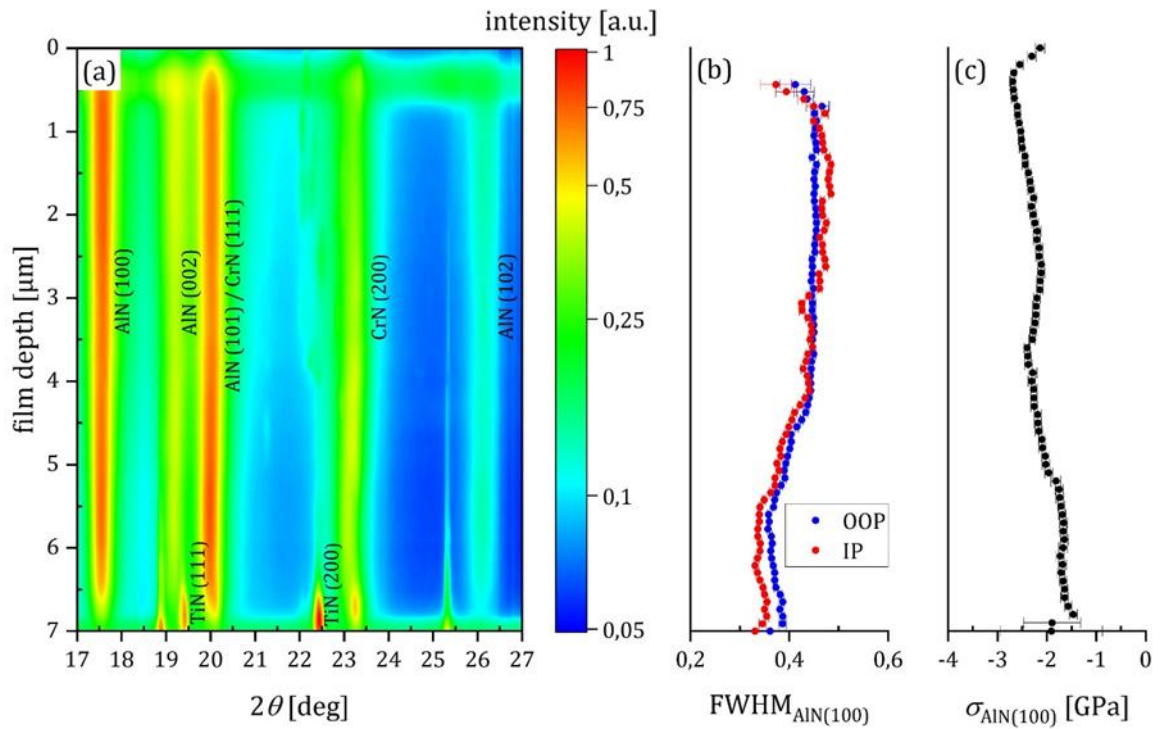 intensity [a.u.]
(a)
(b)
(c)
0
1
2
3
4
5
6
7
film depth [µm]
AlN (100)
AlN (002)
AlN (101) / CrN (111)
CrN (200)
AlN (102)
TiN (111)
TiN (200)
17 18 19 20 21 22 23 24 25 26 27
2θ [deg]
1
0,75
0,5
0,25
0,1
0,05
OOP
IP
0,2 0,4 0,6
FWHM AlN(100)
-4 -3 -2 -1 0
σ AlN(100) [GPa]